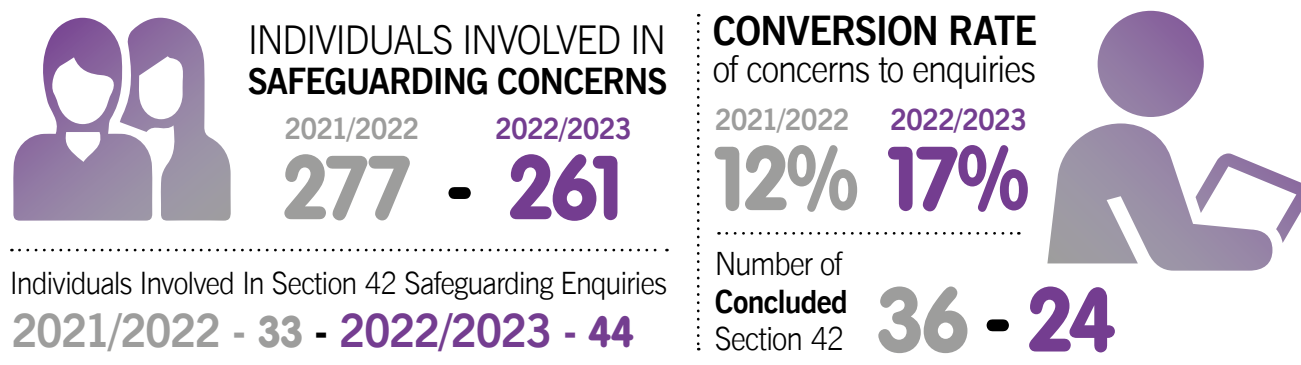 INDIVIDUALS INVOLVED IN
SAFEGUARDING CONCERNS
2021/2022 2022/2023
277 - 261
Individuals Involved In Section 42 Safeguarding Enquiries
2021/2022 - 33 - 2022/2023 - 44
CONVERSION RATE
of concerns to enquiries
2021/2022 2022/2023
12% 17%
Number of
Concluded
Section 42
36 - 24